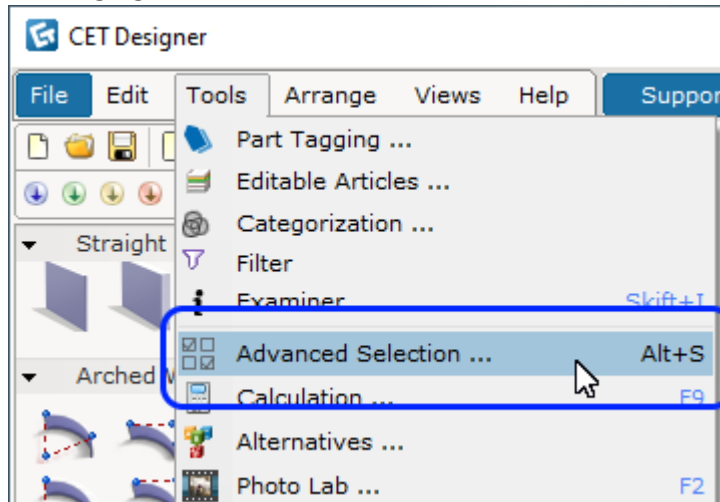 CET Designer
File Edit Tools Arrange Views Help Suppor
Part Tagging ...
Editable Articles ...
Categorization ...
Straight
Filter
Examiner Skift+I
Advanced Selection ... Alt+S
Arched
Calculation ... F9
Alternatives ...
Photo Lab ... F2